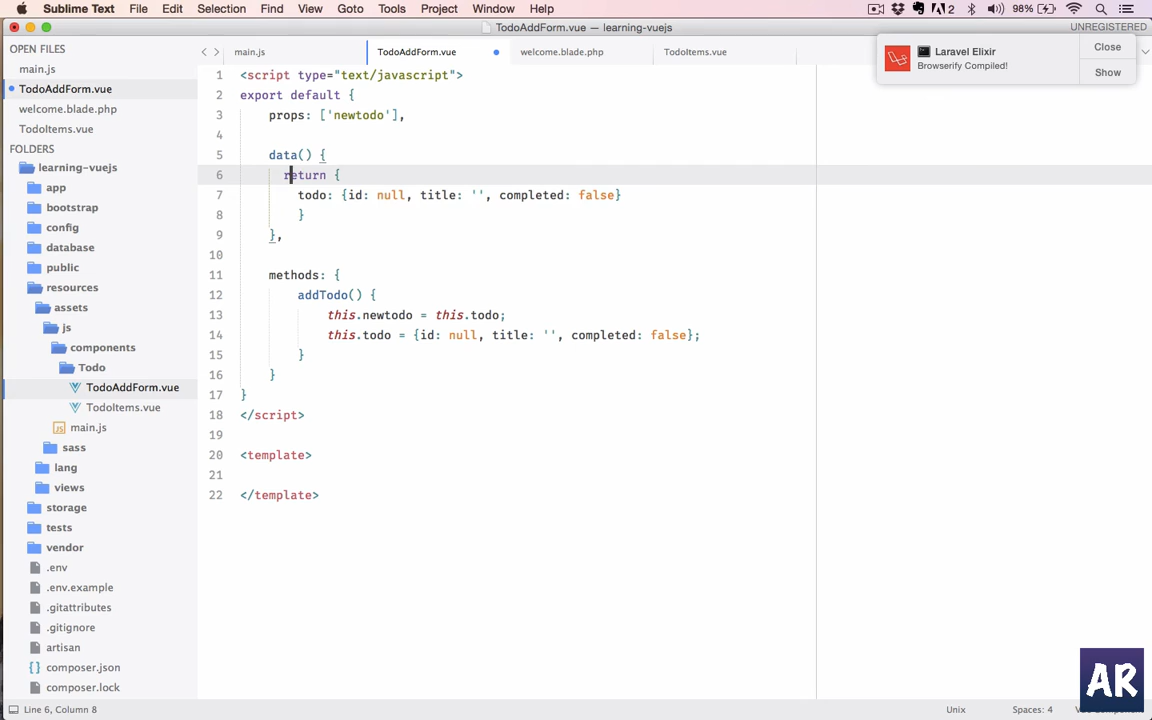 Sublime Text File Edit Selection Find View Goto Tools Project Window Help 2 98%
TodoAddForm.vue — learning-vuejs UNREGISTERED
OPEN FILES
main.js
TodoAddForm.vue
welcome.blade.php
TodoItems.vue
FOLDERS
learning-vuejs
app
bootstrap
config
database
public
resources
assets
js
components
Todo
TodoAddForm.vue
TodoItems.vue
main.js
sass
lang
views
storage
tests
vendor
.env
.env.example
.gitattributes
.gitignore
artisan
composer.json
composer.lock
main.js TodoAddForm.vue welcome.blade.php TodoItems.vue
Laravel Elixir
Browserify Compiled!
Close
Show
1 <script type="text/javascript">
2 export default {
3 props: ['newtodo'],
4
5 data() {
6 return {
7 todo: {id: null, title: '', completed: false}
8 }
9 },
10
11 methods: {
12 addTodo() {
13 this.newtodo = this.todo;
14 this.todo = {id: null, title: '', completed: false};
15 }
16 }
17 }
18 </script>
19
20 <template>
21
22 </template>
AR
Line 6, Column 8 Unix Spaces: 4